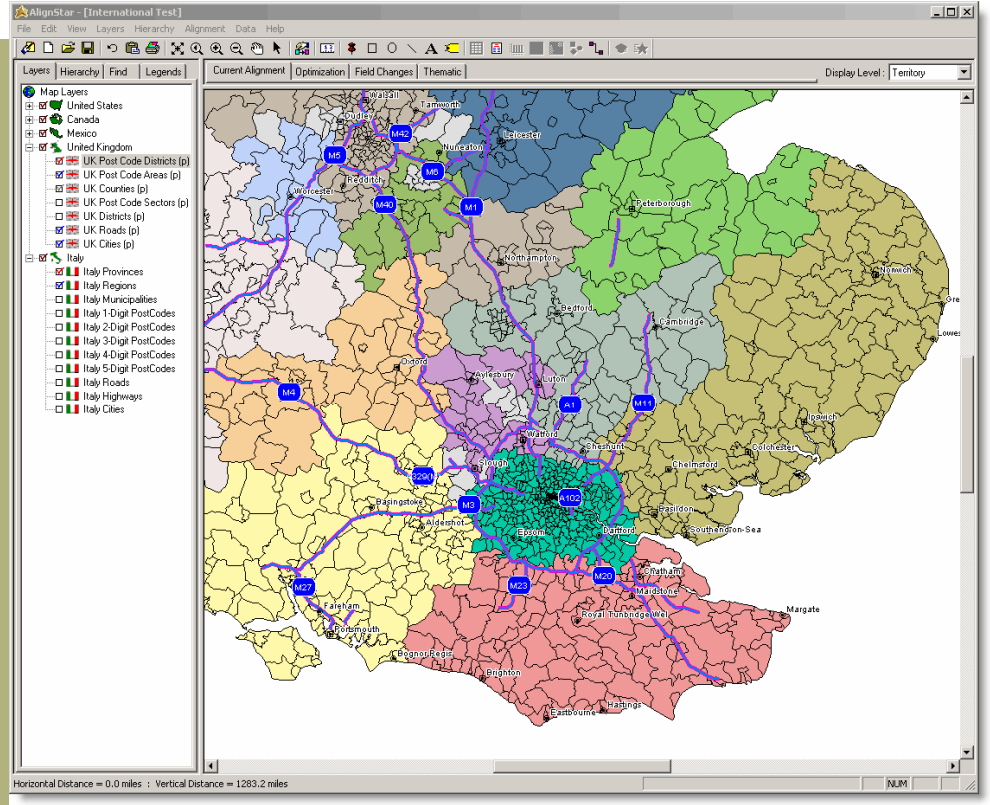 AlignStar - [International Test]
File Edit View Layers Hierarchy Alignment Data Help
Layers Hierarchy Find Legends
Current Alignment Optimization Field Changes Thematic
Display Level: Territory
Map Layers
United States
Canada
Mexico
United Kingdom
UK Post Code Districts (p)
UK Post Code Areas (p)
UK Counties (p)
UK Post Code Sectors (p)
UK Districts (p)
UK Roads (p)
UK Cities (p)
Italy
Italy Provinces
Italy Regions
Italy Municipalities
Italy 1-Digit PostCodes
Italy 2-Digit PostCodes
Italy 3-Digit PostCodes
Italy 4-Digit PostCodes
Italy 5-Digit PostCodes
Italy Roads
Italy Highways
Italy Cities
Walsall
Tamworth
Dudley
M42
Leicester
Nuneaton
M5
M6
Redditch
Worcester
M40
M1
Peterborough
Northampton
Norwich
Gre
Bedford
Cambridge
Lowes
Oxford
Aylesbury
Luton
M4
A1
M11
Ipswich
Watford
Cheshunt
Colchester
Slough
Chelmsford
329(M
Basingstoke
M3
A102
Basildon
Aldershot
Epsom
Dartford
Southend-on-Sea
M27
M23
M20
Chatham
Maidstone
Fareham
Royal Tunbridge Wel
Margate
Portsmouth
Bognor Regis
Brighton
Hastings
Eastbourne
Horizontal Distance = 0.0 miles : Vertical Distance = 1283.2 miles
NUM